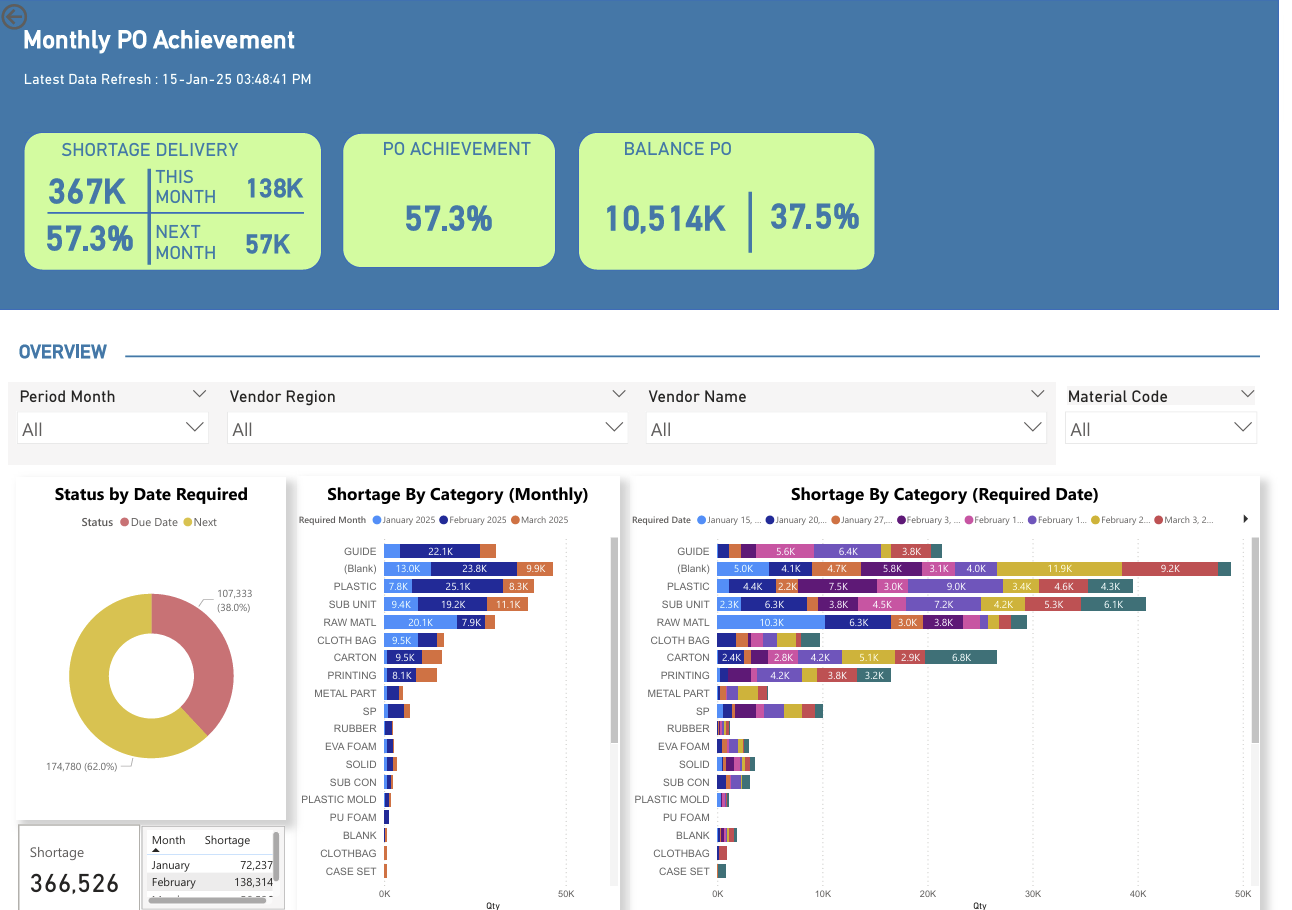 Monthly PO Achievement
Latest Data Refresh : 15-Jan-25 03:48:41 PM
SHORTAGE DELIVERY
367K
THIS MONTH
138K
57.3%
NEXT MONTH
57K
PO ACHIEVEMENT
57.3%
BALANCE PO
10,514K
37.5%
OVERVIEW
Period Month
All
Vendor Region
All
Vendor Name
All
Material Code
All
Status by Date Required
Status Due Date Next
107,333
(38.0%)
174,780 (62.0%)
Shortage
366,526
Month Shortage
January 72,237
February 138,314
Shortage By Category (Monthly)
Required Month January 2025 February 2025 March 2025
GUIDE 22.1K
(Blank) 13.0K 23.8K 9.9K
PLASTIC 7.8K 25.1K 8.3K
SUB UNIT 9.4K 19.2K 11.1K
RAW MATL 20.1K 7.9K
CLOTH BAG 9.5K
CARTON 9.5K
PRINTING 8.1K
METAL PART
SP
RUBBER
EVA FOAM
SOLID
SUB CON
PLASTIC MOLD
PU FOAM
BLANK
CLOTHBAG
CASE SET
0K 50K
Qty
Shortage By Category (Required Date)
Required Date January 15, ... January 20,... January 27,... February 3, ... February 1... February 1... February 2... March 3, 2...
GUIDE 5.6K 6.4K 3.8K
(Blank) 5.0K 4.1K 4.7K 5.8K 3.1K 4.0K 11.9K 9.2K
PLASTIC 4.4K 2.2K 7.5K 3.0K 9.0K 3.4K 4.6K 4.3K
SUB UNIT 2.3K 6.3K 3.8K 4.5K 7.2K 4.2K 5.3K 6.1K
RAW MATL 10.3K 6.3K 3.0K 3.8K
CLOTH BAG
CARTON 2.4K 2.8K 4.2K 5.1K 2.9K 6.8K
PRINTING 4.2K 3.8K 3.2K
METAL PART
SP
RUBBER
EVA FOAM
SOLID
SUB CON
PLASTIC MOLD
PU FOAM
BLANK
CLOTHBAG
CASE SET
0K 10K 20K 30K 40K 50K
Qty